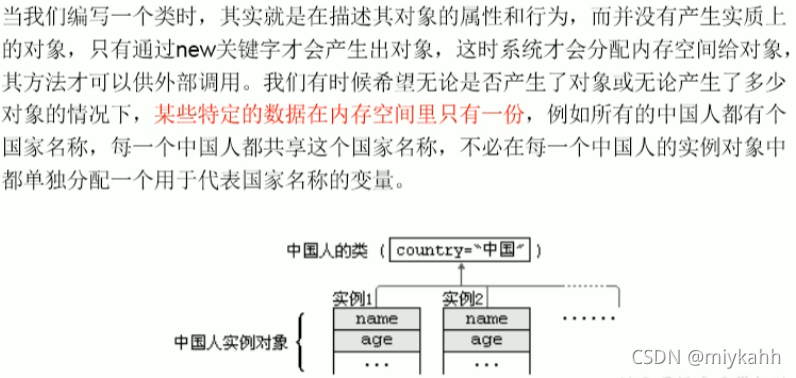 当我们编写一个类时，其实就是在描述其对象的属性和行为，而并没有产生实质上
的对象，只有通过new关键字才会产生出对象，这时系统才会分配内存空间给对象，
其方法才可以供外部调用。我们有时候希望无论是否产生了对象或无论产生了多少
对象的情况下，某些特定的数据在内存空间里只有一份，例如所有的中国人都有个
国家名称，每一个中国人都共享这个国家名称，不必在每一个中国人的实例对象中
都单独分配一个用于代表国家名称的变量。
中国人的类 ( country="中国" )
实例1 实例2
name name ······
中国人实例对象 age age
··· ···
CSDN @miykahh